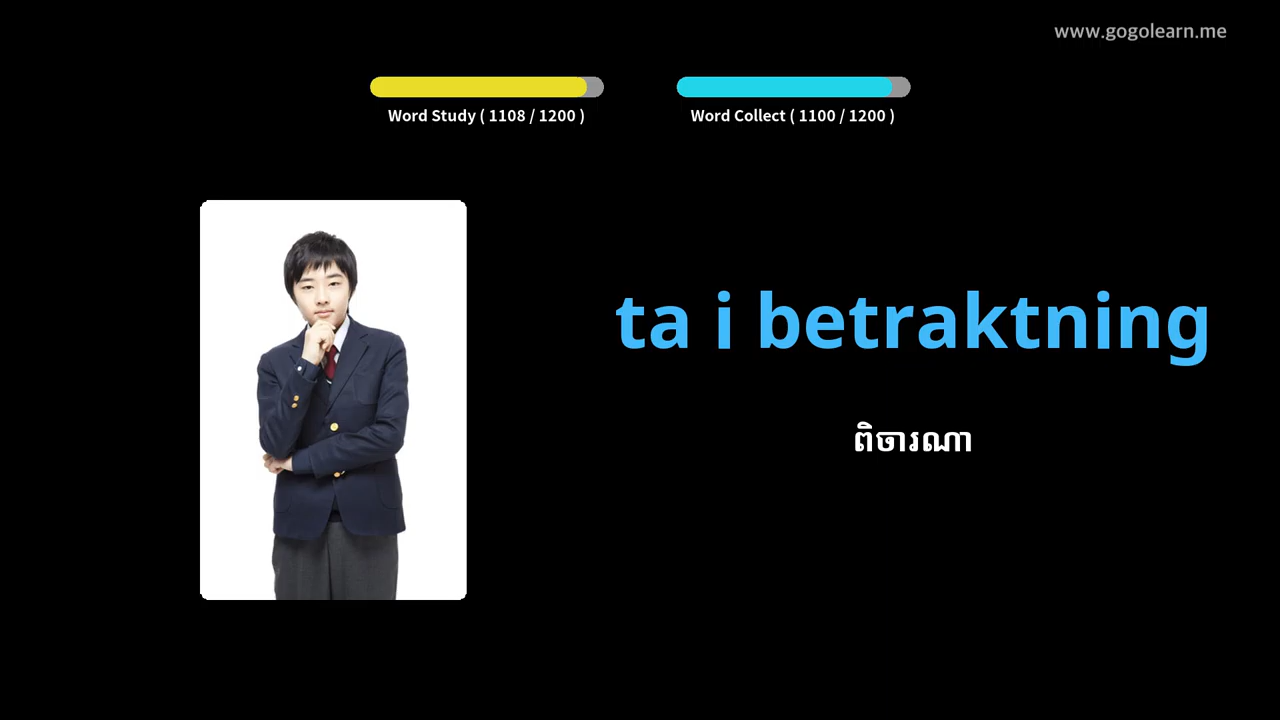 www.gogolearn.me
Word Study ( 1108 / 1200 )
Word Collect ( 1100 / 1200 )
ta i betraktning
ពិចារណា